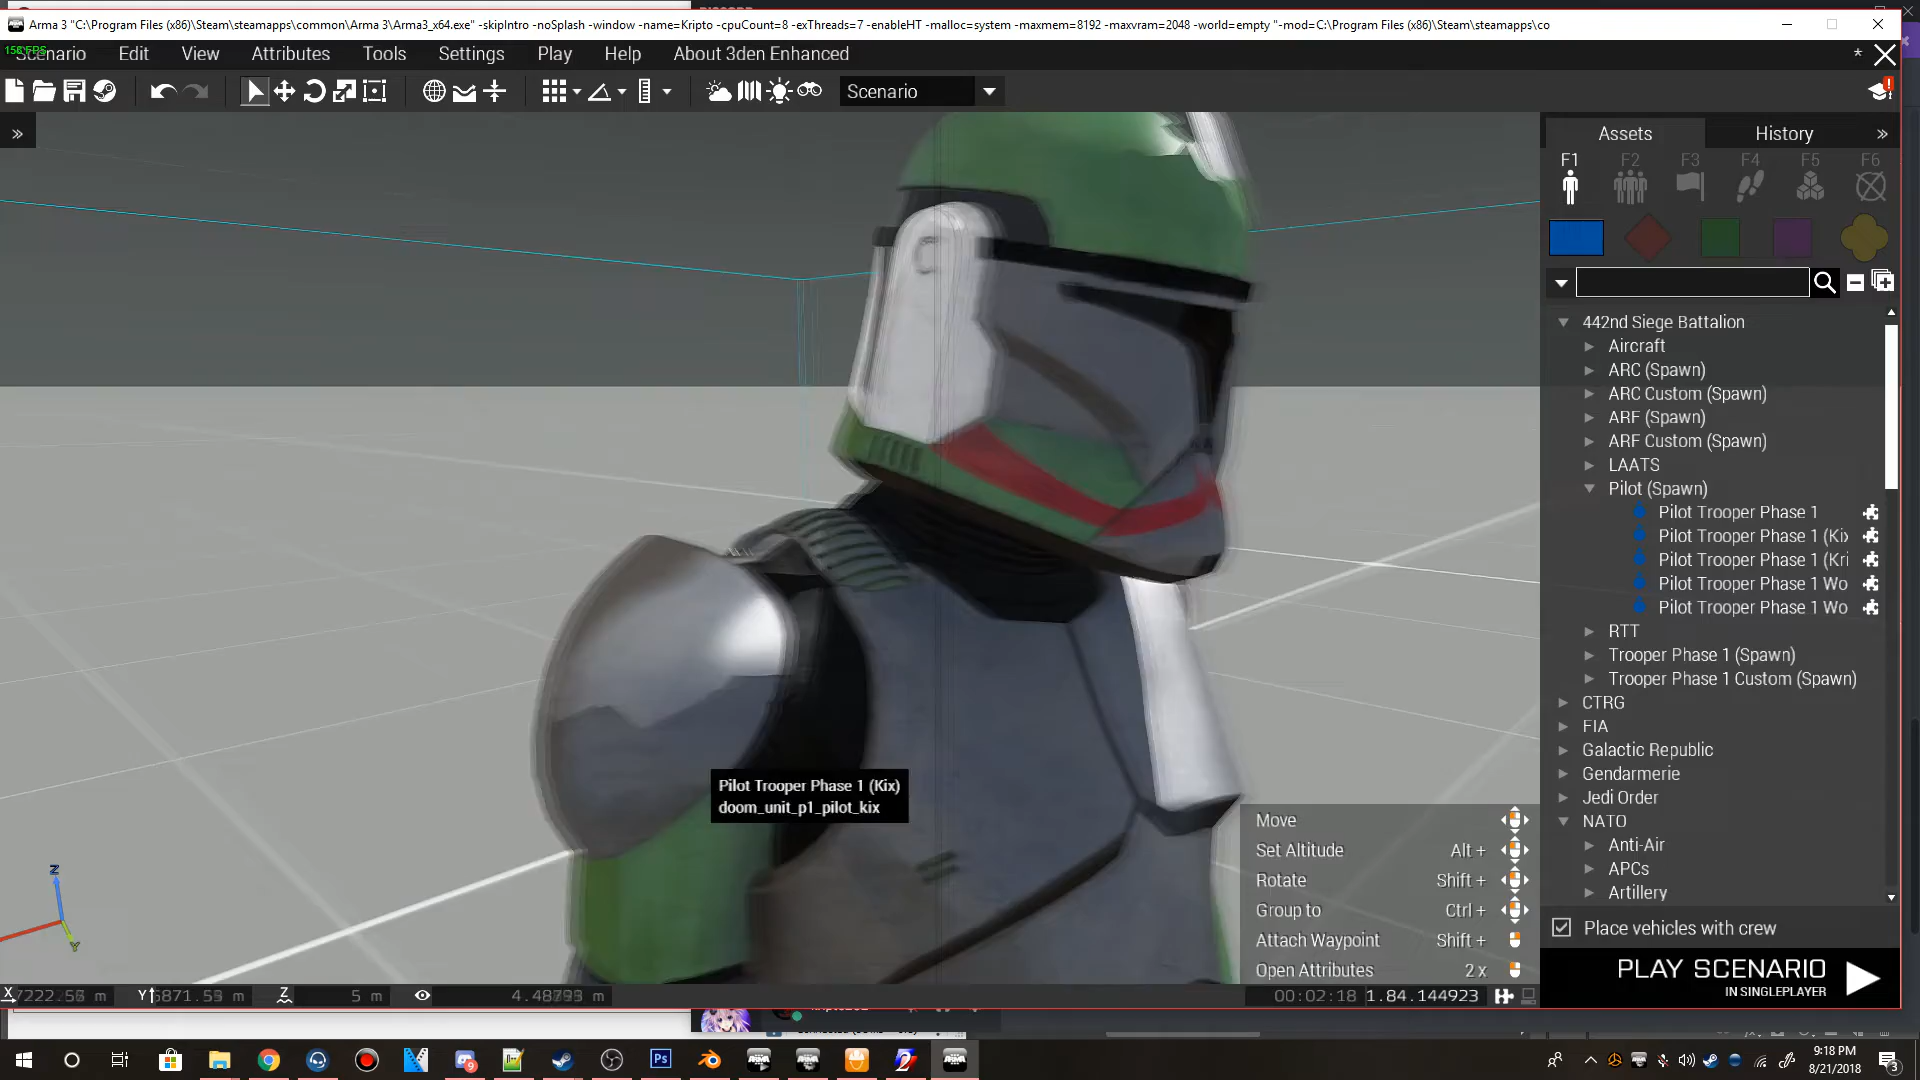 Arma 3 "C:\Program Files (x86)\Steam\steamapps\common\Arma 3\Arma3_x64.exe" -skipIntro -noSplash -window -name=Kripto -cpuCount=8 -exThreads=7 -enableHT -malloc=system -maxmem=8192 -maxvram=2048 -world=empty "-mod=C:\Program Files (x86)\Steam\steamapps\co
158 FPS
Scenario Edit View Attributes Tools Settings Play Help About 3den Enhanced
*
Scenario
Assets History
F1 F2 F3 F4 F5 F6
442nd Siege Battalion
Aircraft
ARC (Spawn)
ARC Custom (Spawn)
ARF (Spawn)
ARF Custom (Spawn)
LAATS
Pilot (Spawn)
Pilot Trooper Phase 1
Pilot Trooper Phase 1 (Kix
Pilot Trooper Phase 1 (Kri
Pilot Trooper Phase 1 Wo
Pilot Trooper Phase 1 Wo
RTT
Trooper Phase 1 (Spawn)
Trooper Phase 1 Custom (Spawn)
CTRG
FIA
Galactic Republic
Gendarmerie
Jedi Order
NATO
Anti-Air
APCs
Artillery
Pilot Trooper Phase 1 (Kix)
doom_unit_p1_pilot_kix
Move
Set Altitude Alt +
Rotate Shift +
Group to Ctrl +
Attach Waypoint Shift +
Open Attributes 2 x
Place vehicles with crew
PLAY SCENARIO
IN SINGLEPLAYER
X m Y m Z 5 m m 00:02:18 1.84.144923
9:18 PM
8/21/2018
3